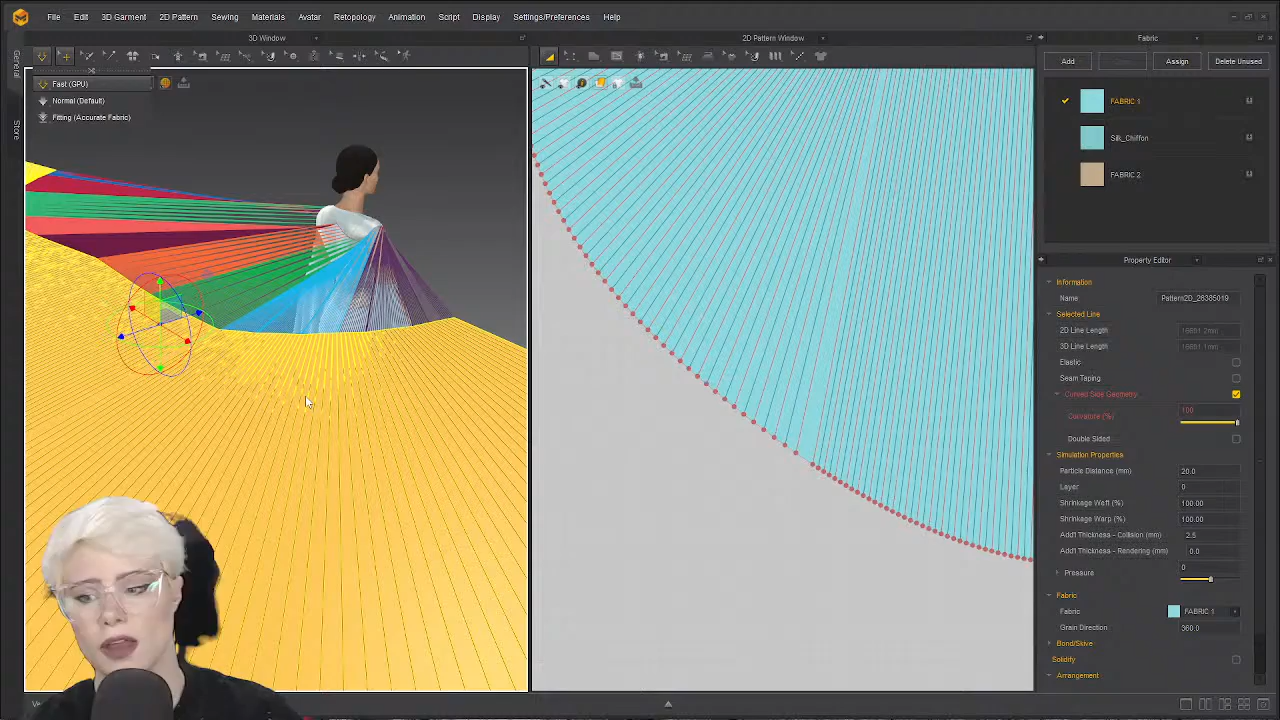 File Edit 3D Garment 2D Pattern Sewing Materials Avatar Retopology Animation Script Display Settings/Preferences Help
General
Store
3D Window
2D Pattern Window
Fabric
Fast (GPU)
Normal (Default)
Fitting (Accurate Fabric)
Add
Assign
Delete Unused
FABRIC 1
Silk_Chiffon
FABRIC 2
Property Editor
Information
Name Pattern2D_26385019
Selected Line
2D Line Length
3D Line Length
Elastic
Seam Taping
Curved Side Geometry
Curvature (%) 100
Double Sided
Simulation Properties
Particle Distance (mm) 20.0
Layer 0
Shrinkage Weft (%) 100.00
Shrinkage Warp (%) 100.00
Add'l Thickness - Collision (mm) 2.5
Add'l Thickness - Rendering (mm) 0.0
Pressure 0
Fabric
Fabric FABRIC 1
Grain Direction 360.0
Bond/Skive
Solidify
Arrangement